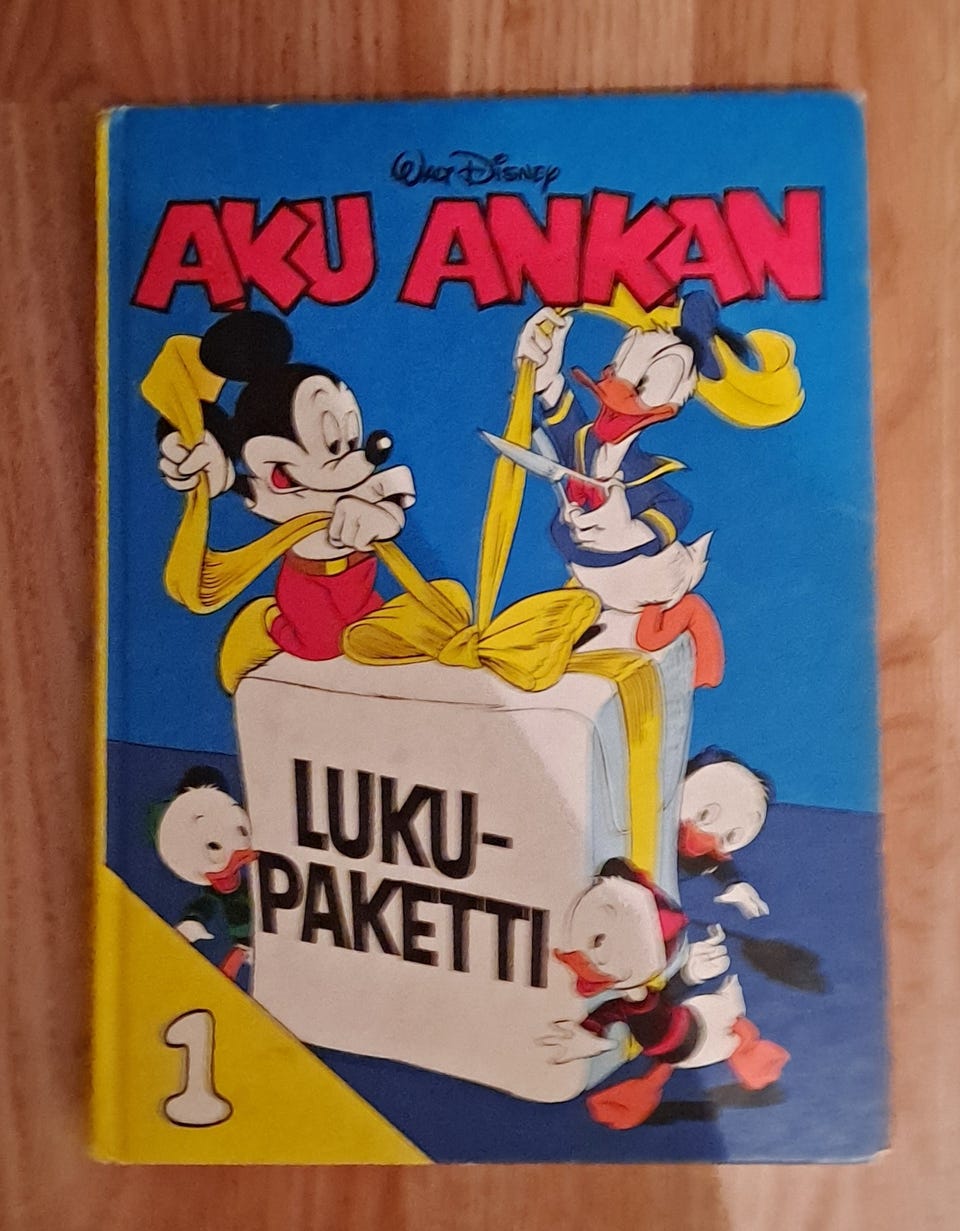 Walt Disney
AKU ANKAN
LUKU-
PAKETTI
1